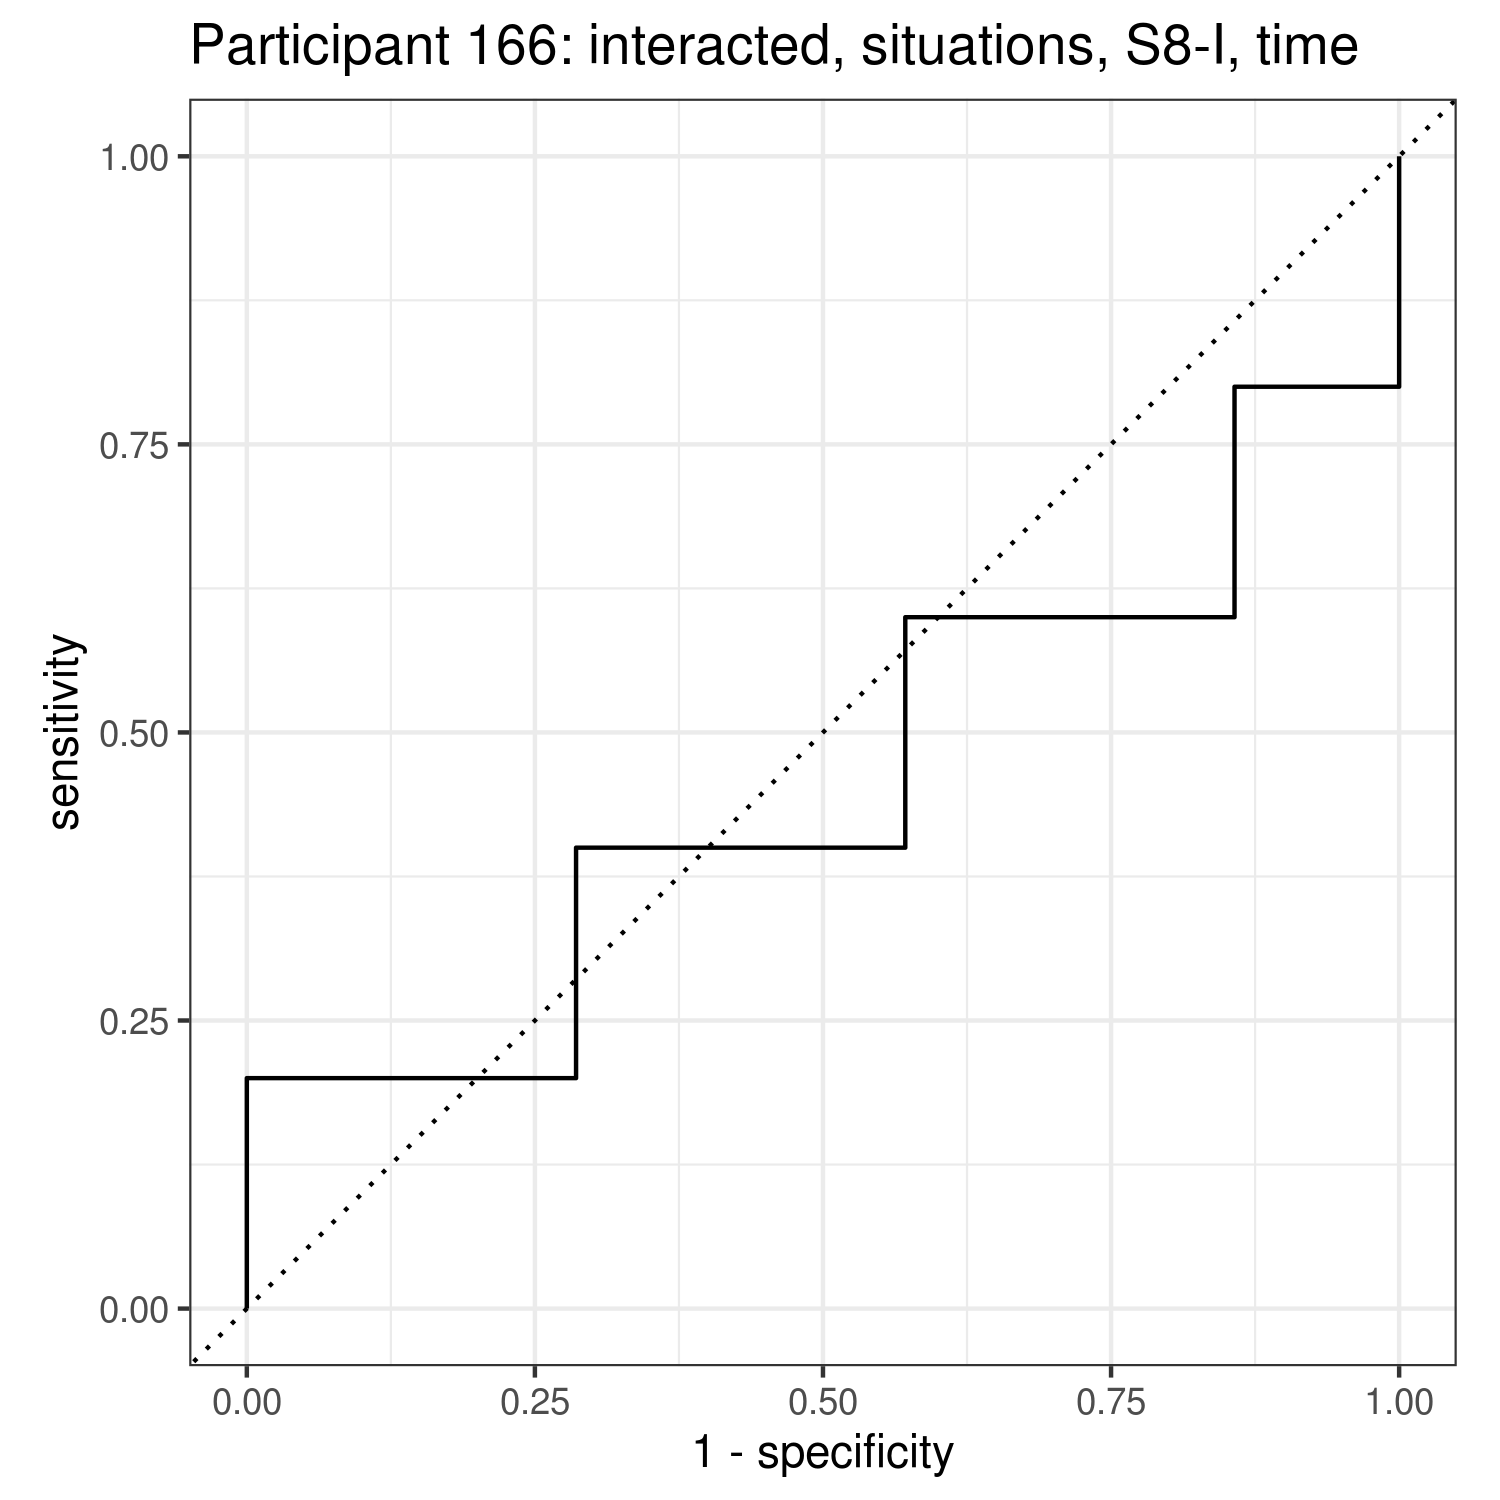 Participant 166: interacted, situations, S8-I, time
1.00
0.75
0.50
0.25
0.00
sensitivity
0.00 0.25 0.50 0.75 1.00
1 - specificity